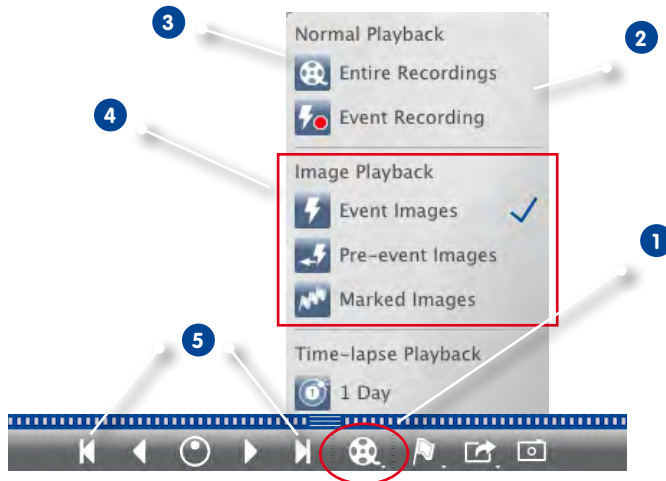 3
Normal Playback
2
Entire Recordings
4
Event Recording
Image Playback
Event Images
1
Pre-event Images
Marked Images
5
Time-lapse Playback
1 Day